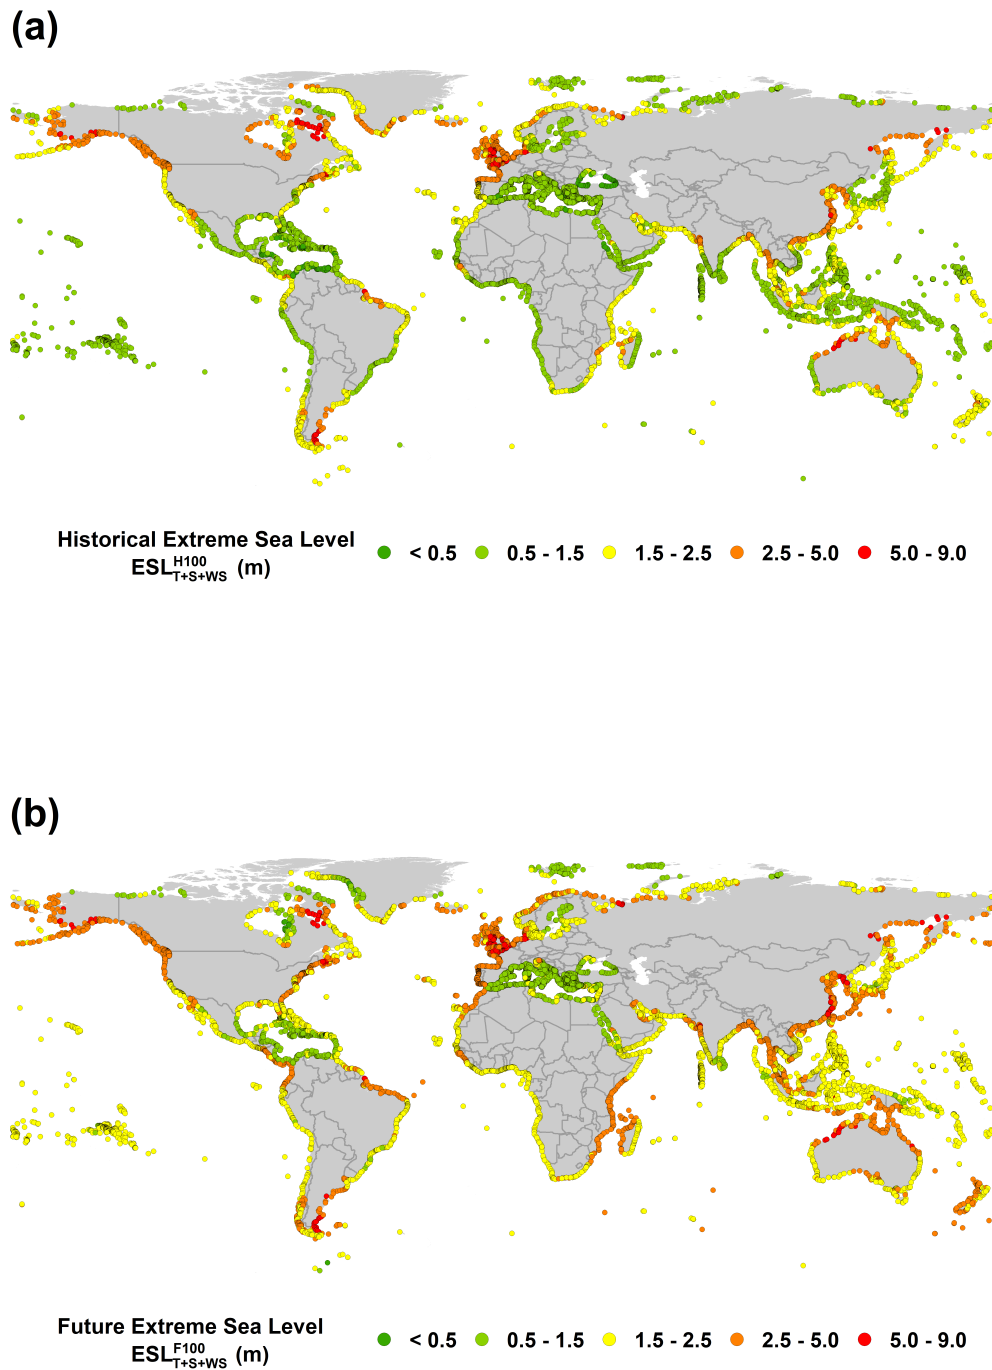 (a)
Historical Extreme Sea Level
ESL^H100_T+S+WS (m)
< 0.5 0.5 - 1.5 1.5 - 2.5 2.5 - 5.0 5.0 - 9.0
(b)
Future Extreme Sea Level
ESL^F100_T+S+WS (m)
< 0.5 0.5 - 1.5 1.5 - 2.5 2.5 - 5.0 5.0 - 9.0